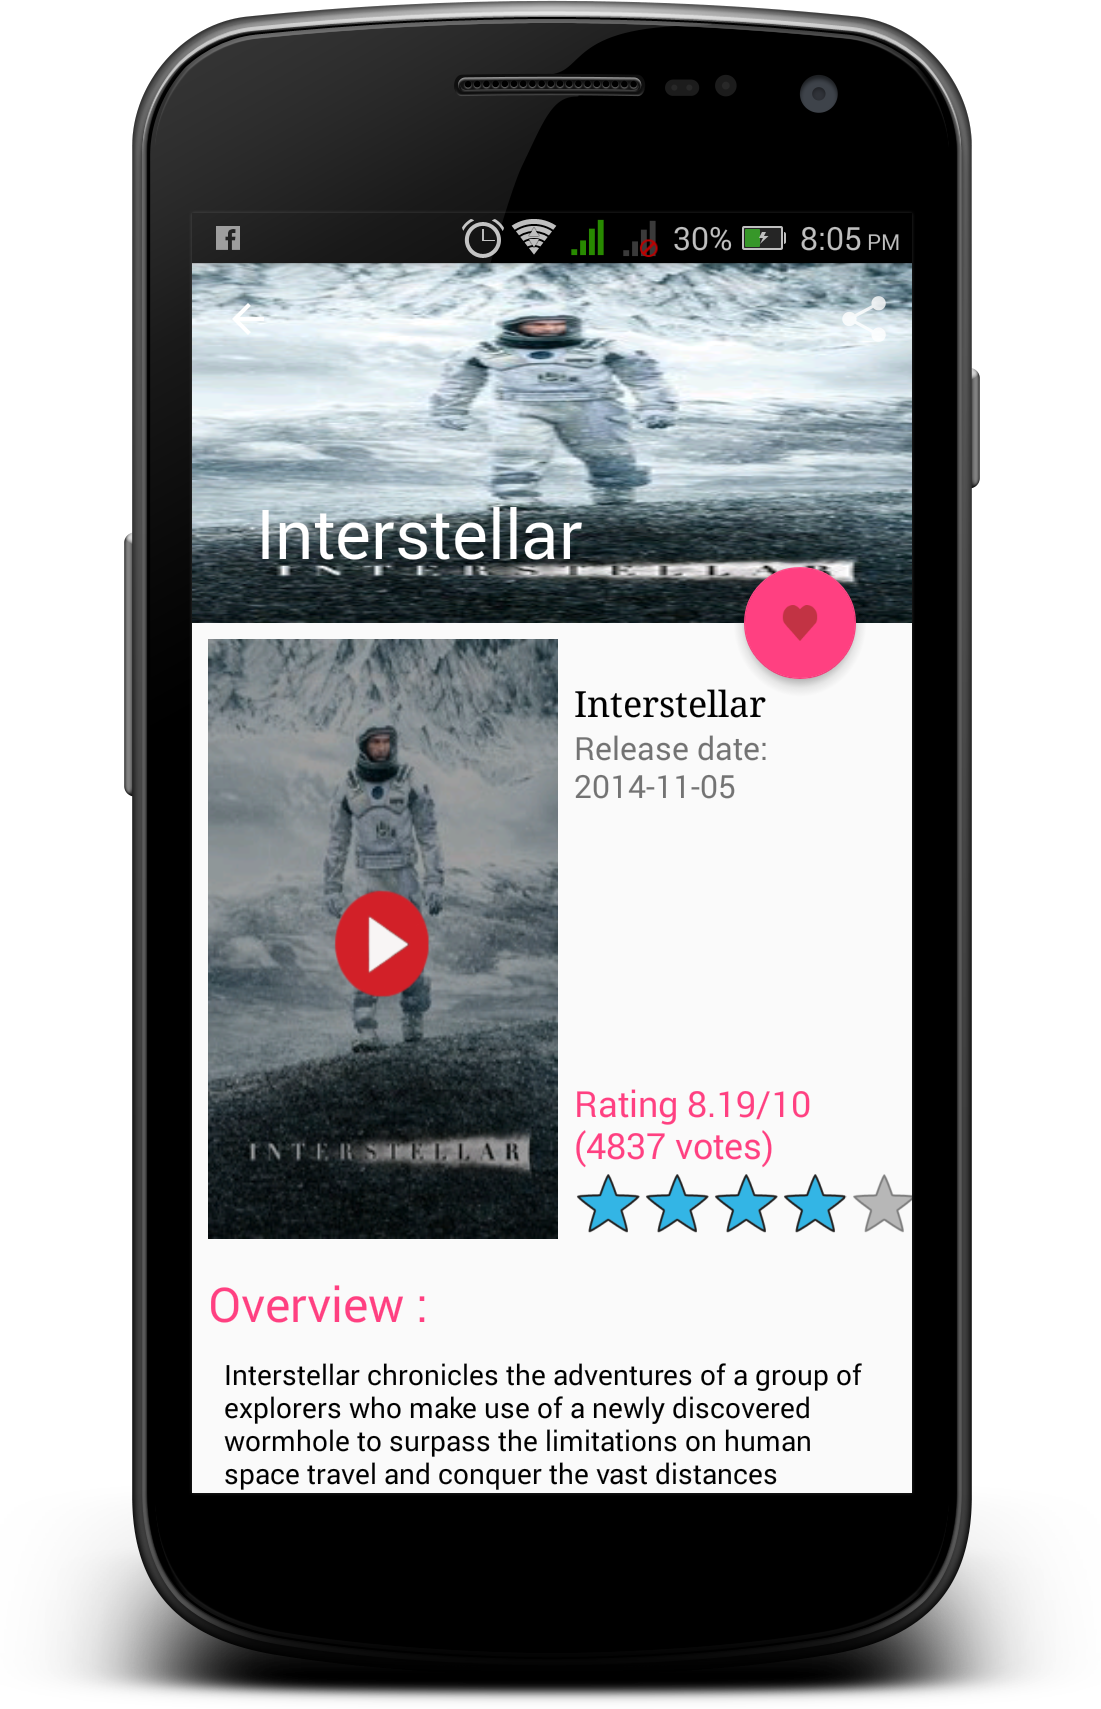 30% 8:05 PM
Interstellar
INTERSTELLAR
Interstellar
Release date:
2014-11-05
INTERSTELLAR
Rating 8.19/10
(4837 votes)
Overview :
Interstellar chronicles the adventures of a group of
explorers who make use of a newly discovered
wormhole to surpass the limitations on human
space travel and conquer the vast distances